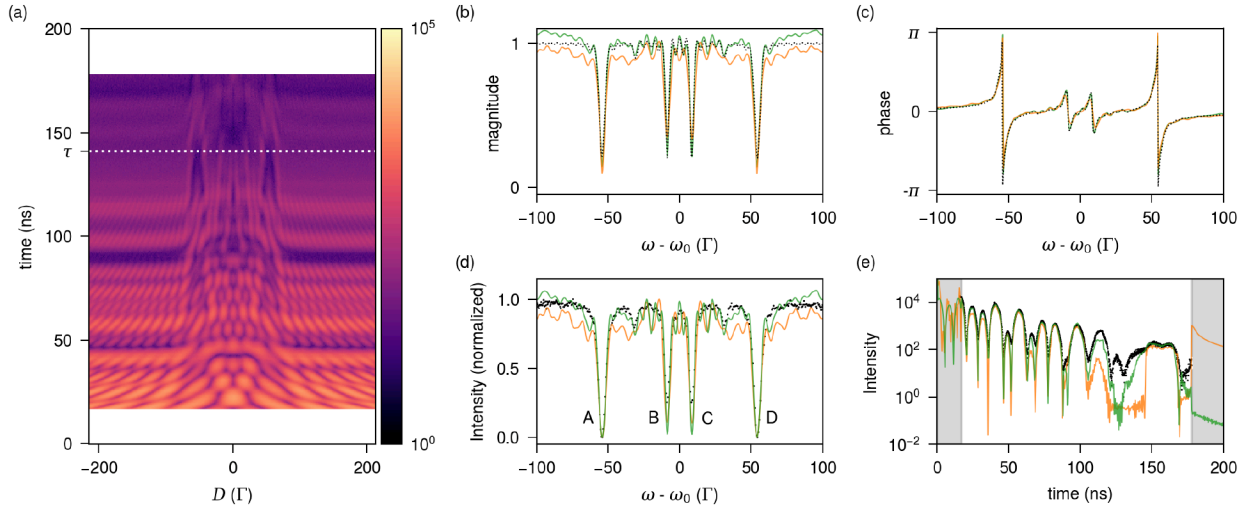 (a)
200
150
τ
100
50
0
time (ns)
−200
0
200
D (Γ)
10^5
10^0
(b)
1
0
magnitude
−100
−50
0
50
100
ω - ω₀ (Γ)
(c)
π
0
-π
phase
−100
−50
0
50
100
ω - ω₀ (Γ)
(d)
1.0
0.5
0.0
Intensity (normalized)
A
B
C
D
−100
−50
0
50
100
ω - ω₀ (Γ)
(e)
10^4
10^2
10^0
10^−2
Intensity
0
50
100
150
200
time (ns)